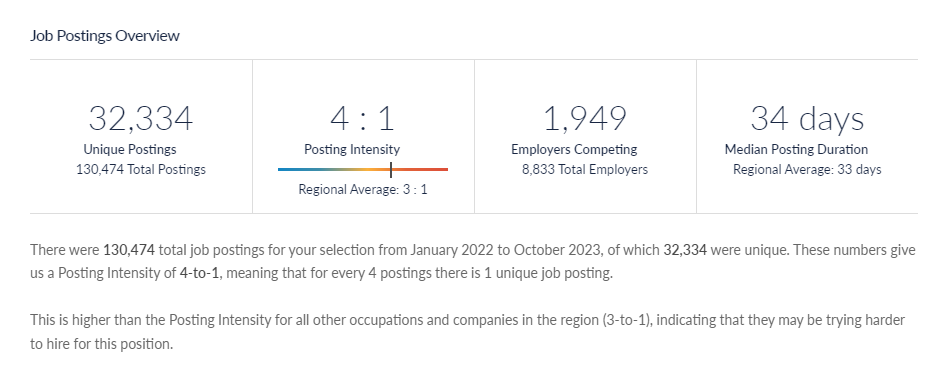 Job Postings Overview
32,334
Unique Postings
130,474 Total Postings
4 : 1
Posting Intensity
Regional Average: 3 : 1
1,949
Employers Competing
8,833 Total Employers
34 days
Median Posting Duration
Regional Average: 33 days
There were 130,474 total job postings for your selection from January 2022 to October 2023, of which 32,334 were unique. These numbers give
us a Posting Intensity of 4-to-1, meaning that for every 4 postings there is 1 unique job posting.
This is higher than the Posting Intensity for all other occupations and companies in the region (3-to-1), indicating that they may be trying harder
to hire for this position.